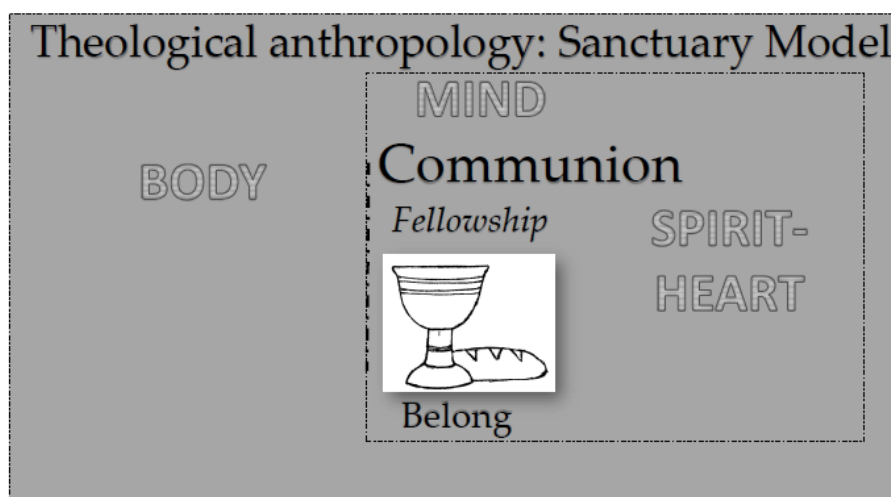 Theological anthropology: Sanctuary Model
MIND
Communion
BODY
Fellowship
SPIRIT-
HEART
Belong